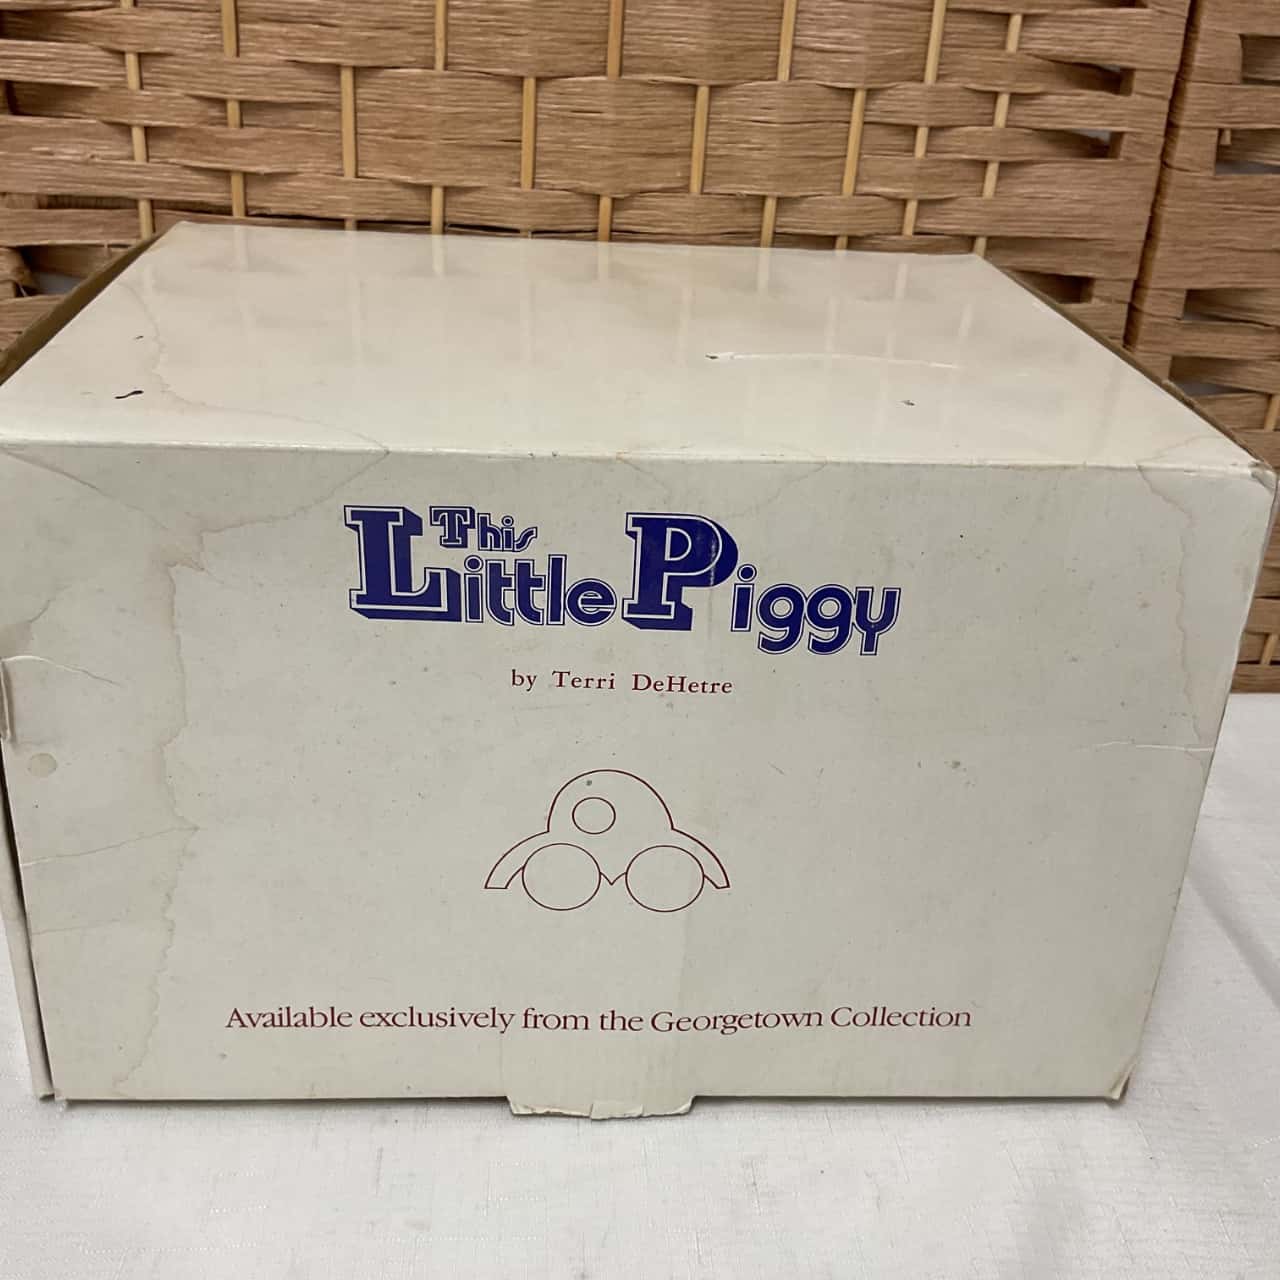 This
Little Piggy
by Terri DeHetre
Available exclusively from the Georgetown Collection